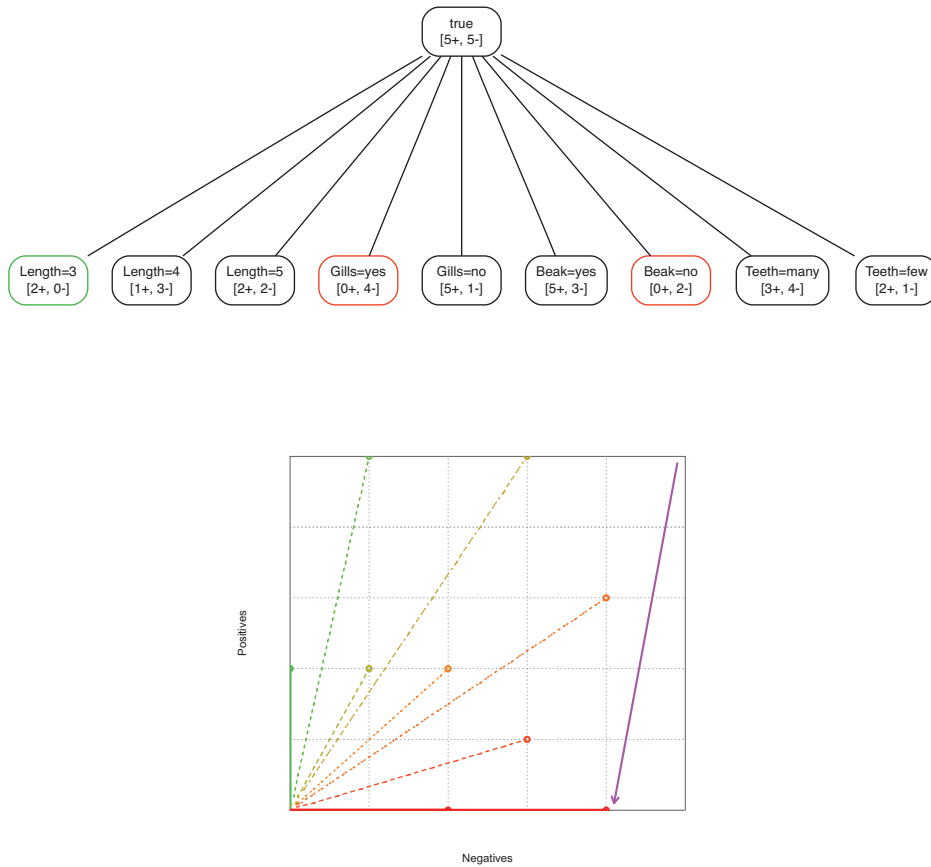 true
[5+, 5-]
Length=3
[2+, 0-]
Length=4
[1+, 3-]
Length=5
[2+, 2-]
Gills=yes
[0+, 4-]
Gills=no
[5+, 1-]
Beak=yes
[5+, 3-]
Beak=no
[0+, 2-]
Teeth=many
[3+, 4-]
Teeth=few
[2+, 1-]
Positives
Negatives